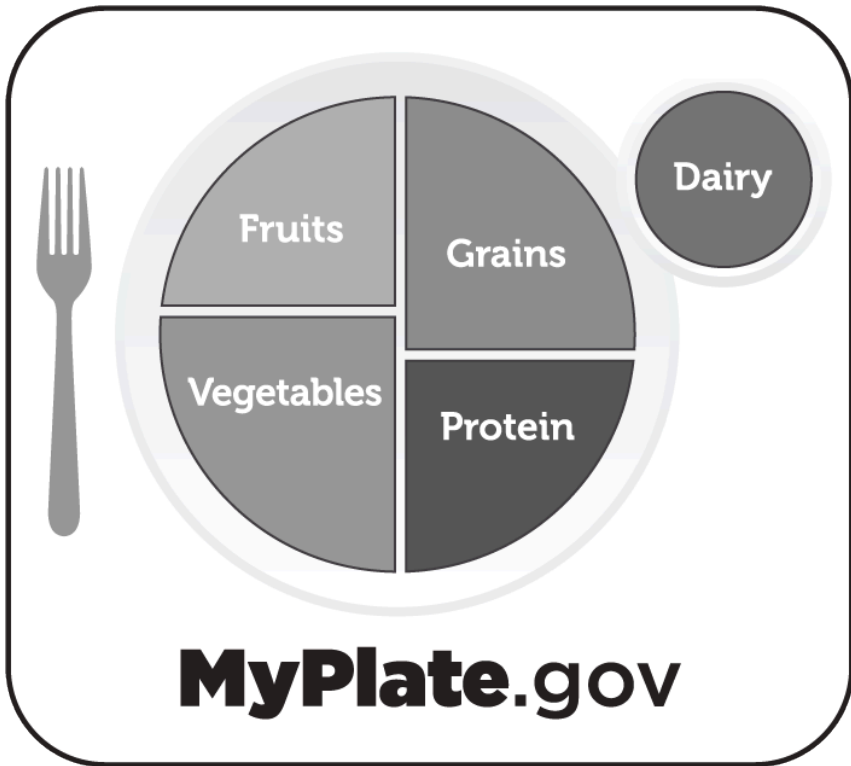 Dairy
Fruits
Grains
Vegetables
Protein
MyPlate.gov